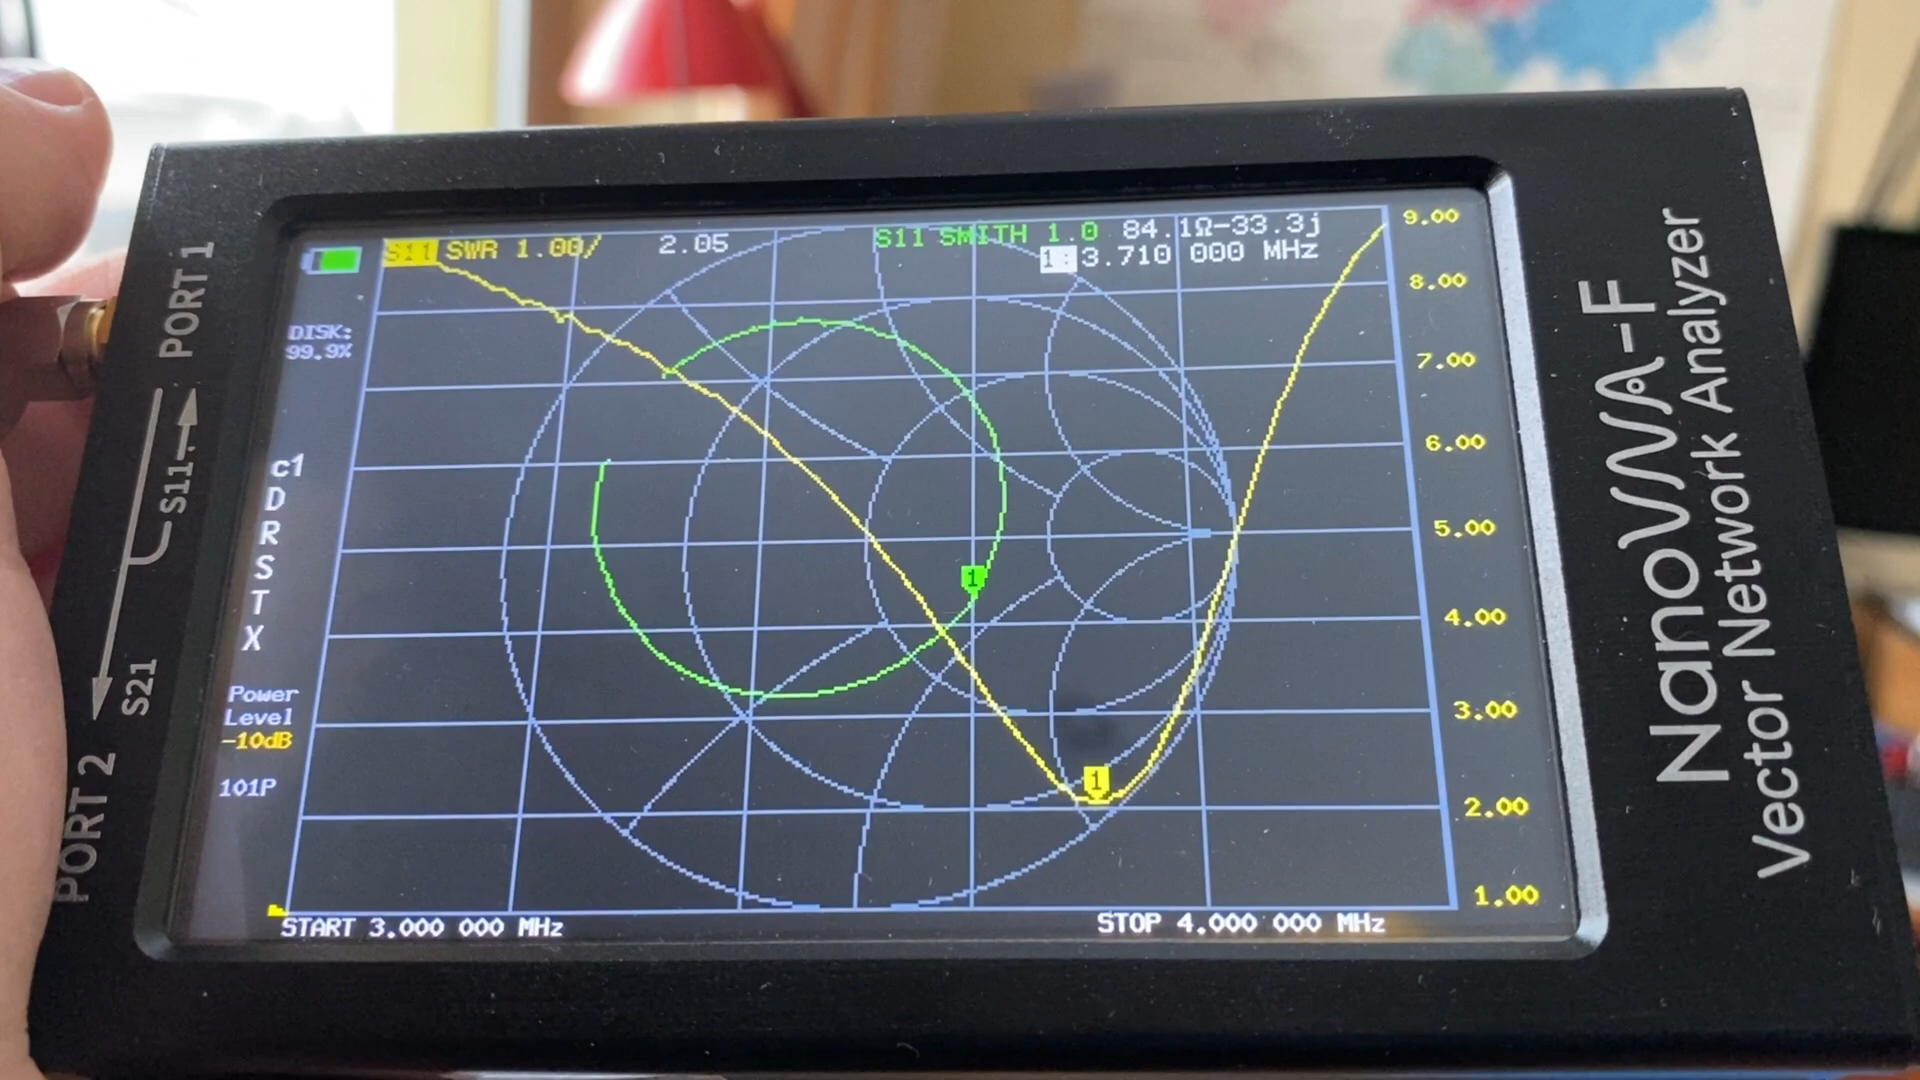 S11 SWR 1.00/ 2.05
S11 SMITH 1.0 84.1Ω-33.3j
1: 3.710 000 MHz
DISK:
99.9%
c1
D
R
S
T
X
Power
Level
-10dB
101P
9.00
8.00
7.00
6.00
5.00
4.00
3.00
2.00
1.00
1
1
START 3.000 000 MHz
STOP 4.000 000 MHz
PORT 1
S11
S21
PORT 2
NanoVNA-F
Vector Network Analyzer